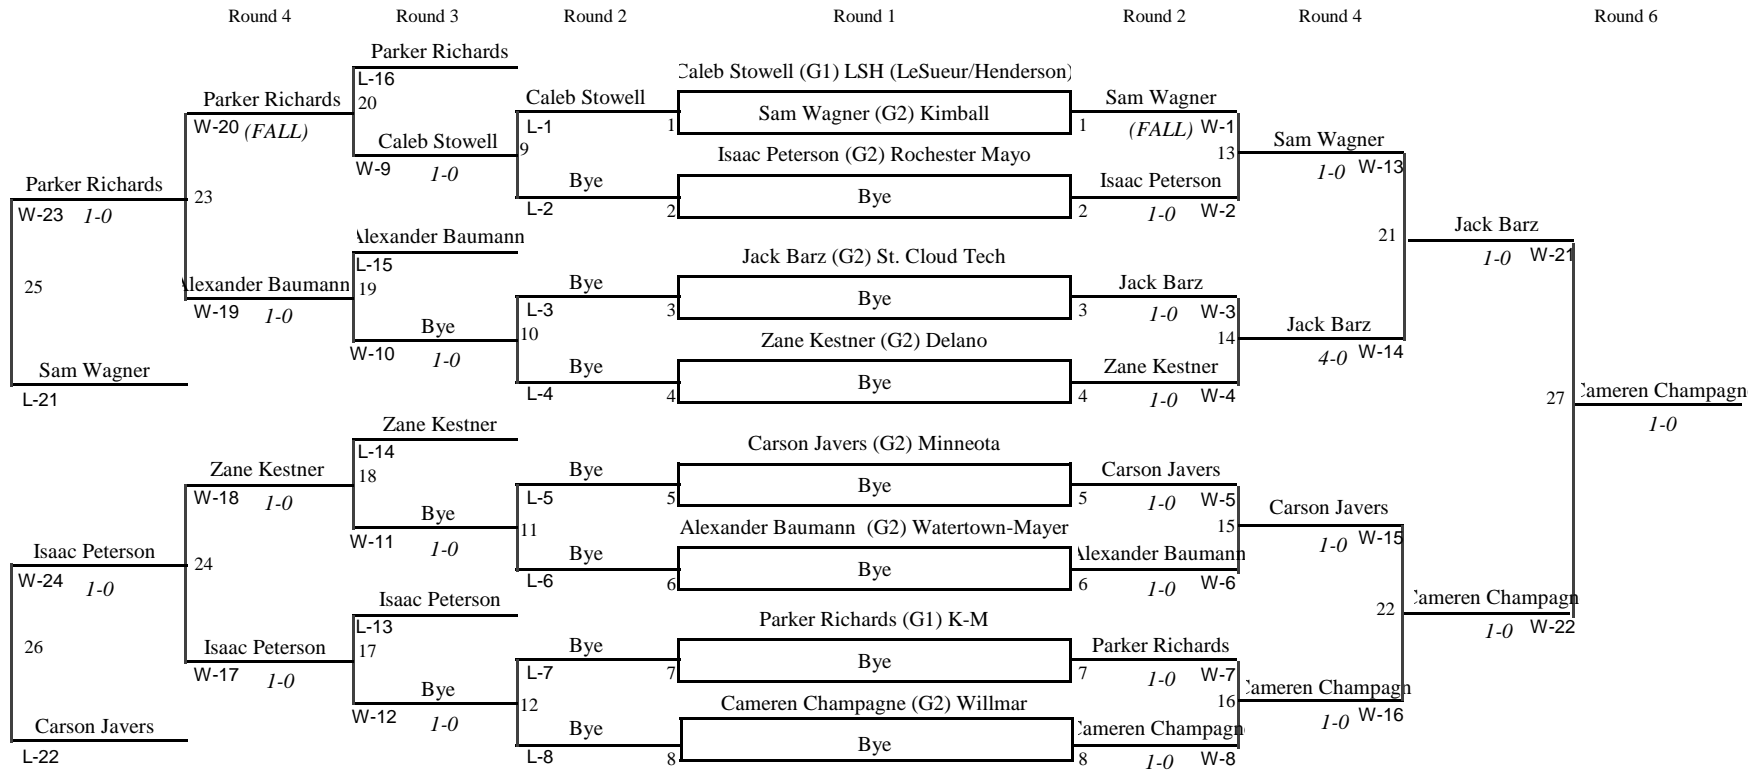 Round 4 Round 3 Round 2 Round 1 Round 2 Round 4 Round 6
Parker Richards
L-16
20
Caleb Stowell (G1) LSH (LeSueur/Henderson)
Parker Richards
W-20 (FALL)
Caleb Stowell
L-1
1
Sam Wagner (G2) Kimball
1
Sam Wagner
(FALL) W-1
Caleb Stowell
W-9 1-0
9
Isaac Peterson (G2) Rochester Mayo
13
Sam Wagner
1-0 W-13
Parker Richards
W-23 1-0
23
Bye
L-2
2
Bye
2
Isaac Peterson
1-0 W-2
Alexander Baumann
L-15
19
Jack Barz (G2) St. Cloud Tech
21
Jack Barz
1-0 W-21
25
Alexander Baumann
W-19 1-0
Bye
L-3
3
Bye
3
Jack Barz
1-0 W-3
Bye
W-10 1-0
10
Zane Kestner (G2) Delano
14
Jack Barz
4-0 W-14
Sam Wagner
L-21
Bye
L-4
4
Bye
4
Zane Kestner
1-0 W-4
27
Cameren Champagn
1-0
Zane Kestner
L-14
18
Carson Javers (G2) Minneota
Zane Kestner
W-18 1-0
Bye
L-5
5
Bye
5
Carson Javers
1-0 W-5
Bye
W-11 1-0
11
Alexander Baumann (G2) Watertown-Mayer
15
Carson Javers
1-0 W-15
Isaac Peterson
W-24 1-0
24
Bye
L-6
6
Bye
6
Alexander Baumann
1-0 W-6
Isaac Peterson
L-13
17
Parker Richards (G1) K-M
22
Cameren Champagn
1-0 W-22
26
Isaac Peterson
W-17 1-0
Bye
L-7
7
Bye
7
Parker Richards
1-0 W-7
Bye
W-12 1-0
12
Cameren Champagne (G2) Willmar
16
Cameren Champagn
1-0 W-16
Carson Javers
L-22
Bye
L-8
8
Bye
8
Cameren Champagn
1-0 W-8